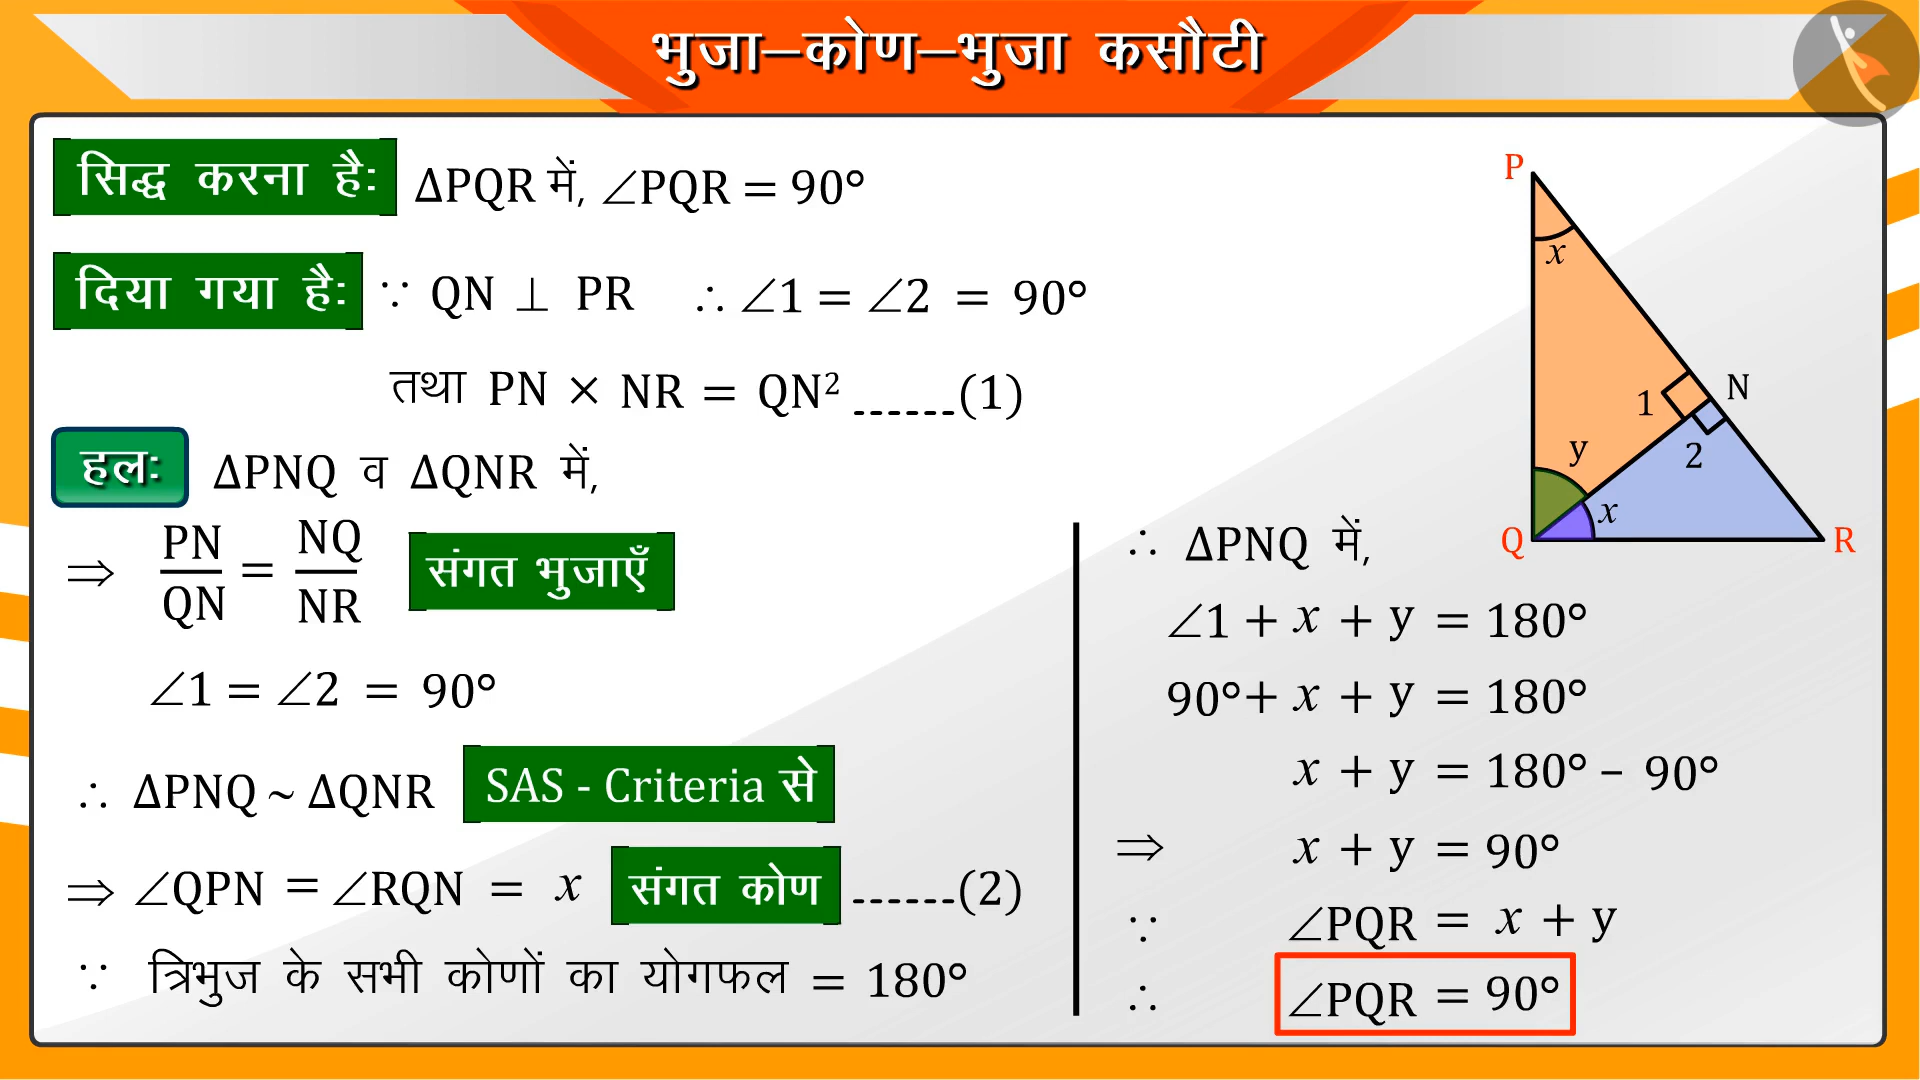 भुजा–कोण–भुजा कसौटी
सिद्ध करना है: ΔPQR में, ∠PQR = 90°
दिया गया है: ∵ QN ⊥ PR ∴ ∠1 = ∠2 = 90°
तथा PN × NR = QN² ------(1)
हल: ΔPNQ व ΔQNR में,
⇒ PN/QN = NQ/NR संगत भुजाएँ
∠1 = ∠2 = 90°
∴ ΔPNQ ~ ΔQNR SAS - Criteria से
⇒ ∠QPN = ∠RQN = x संगत कोण ------(2)
∵ त्रिभुज के सभी कोणों का योगफल = 180°
∴ ΔPNQ में,
∠1 + x + y = 180°
90° + x + y = 180°
x + y = 180° – 90°
⇒ x + y = 90°
∵ ∠PQR = x + y
∴ ∠PQR = 90°
P
x
N
1
2
y
x
Q
R